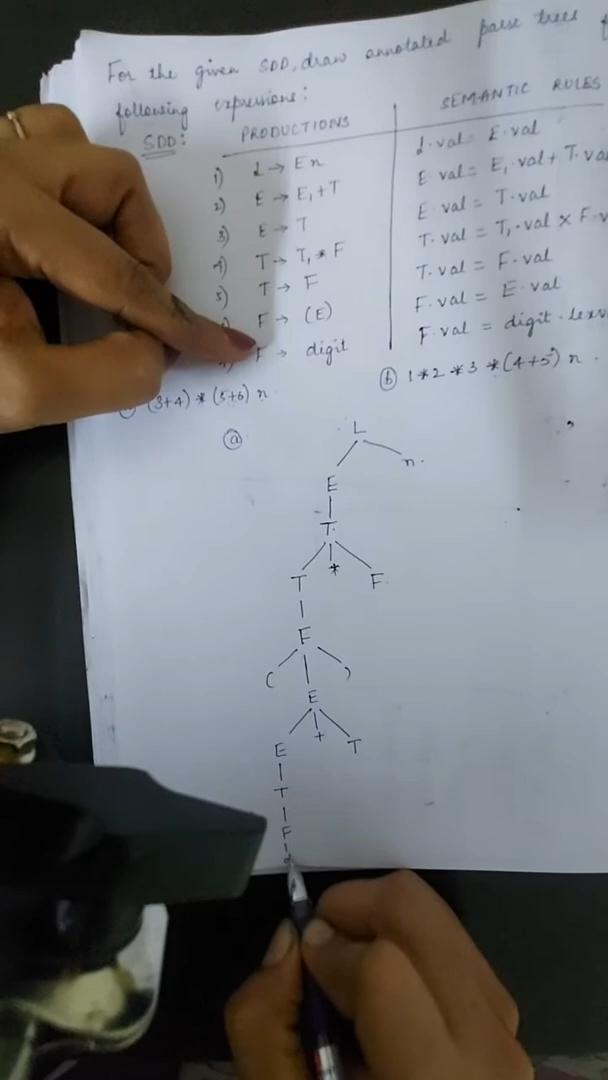 For the given SDD, draw annotated parse trees f
following expressions:
SDD: PRODUCTIONS SEMANTIC RULES
1) L → En L.val = E.val
2) E → E₁+T E.val = E₁.val + T.va
3) E → T E.val = T.val
4) T → T₁ * F T.val = T₁.val × F.v
5) T → F T.val = F.val
F → (E) F.val = E.val
F → digit F.val = digit.lexv
(3+4) * (5+6) n ⓑ 1*2*3*(4+5) n.
ⓐ L
E n.
T
T * F
F
( E )
E + T
T
F
d